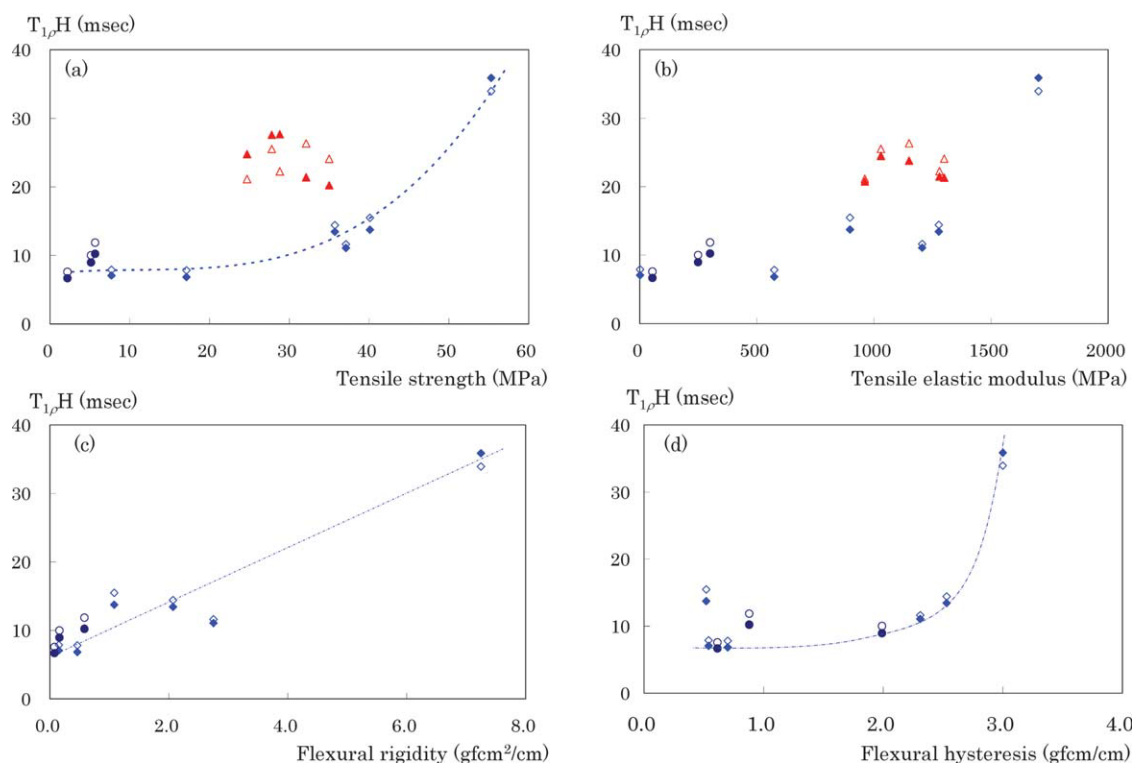 T1ρH (msec)
40
(a)
30
20
10
0
0 10 20 30 40 50 60
Tensile strength (MPa)
T1ρH (msec)
40
(b)
30
20
10
0
0 500 1000 1500 2000
Tensile elastic modulus (MPa)
T1ρH (msec)
40
(c)
30
20
10
0
0.0 2.0 4.0 6.0 8.0
Flexural rigidity (gfcm²/cm)
T1ρH (msec)
40
(d)
30
20
10
0
0.0 1.0 2.0 3.0 4.0
Flexural hysteresis (gfcm/cm)